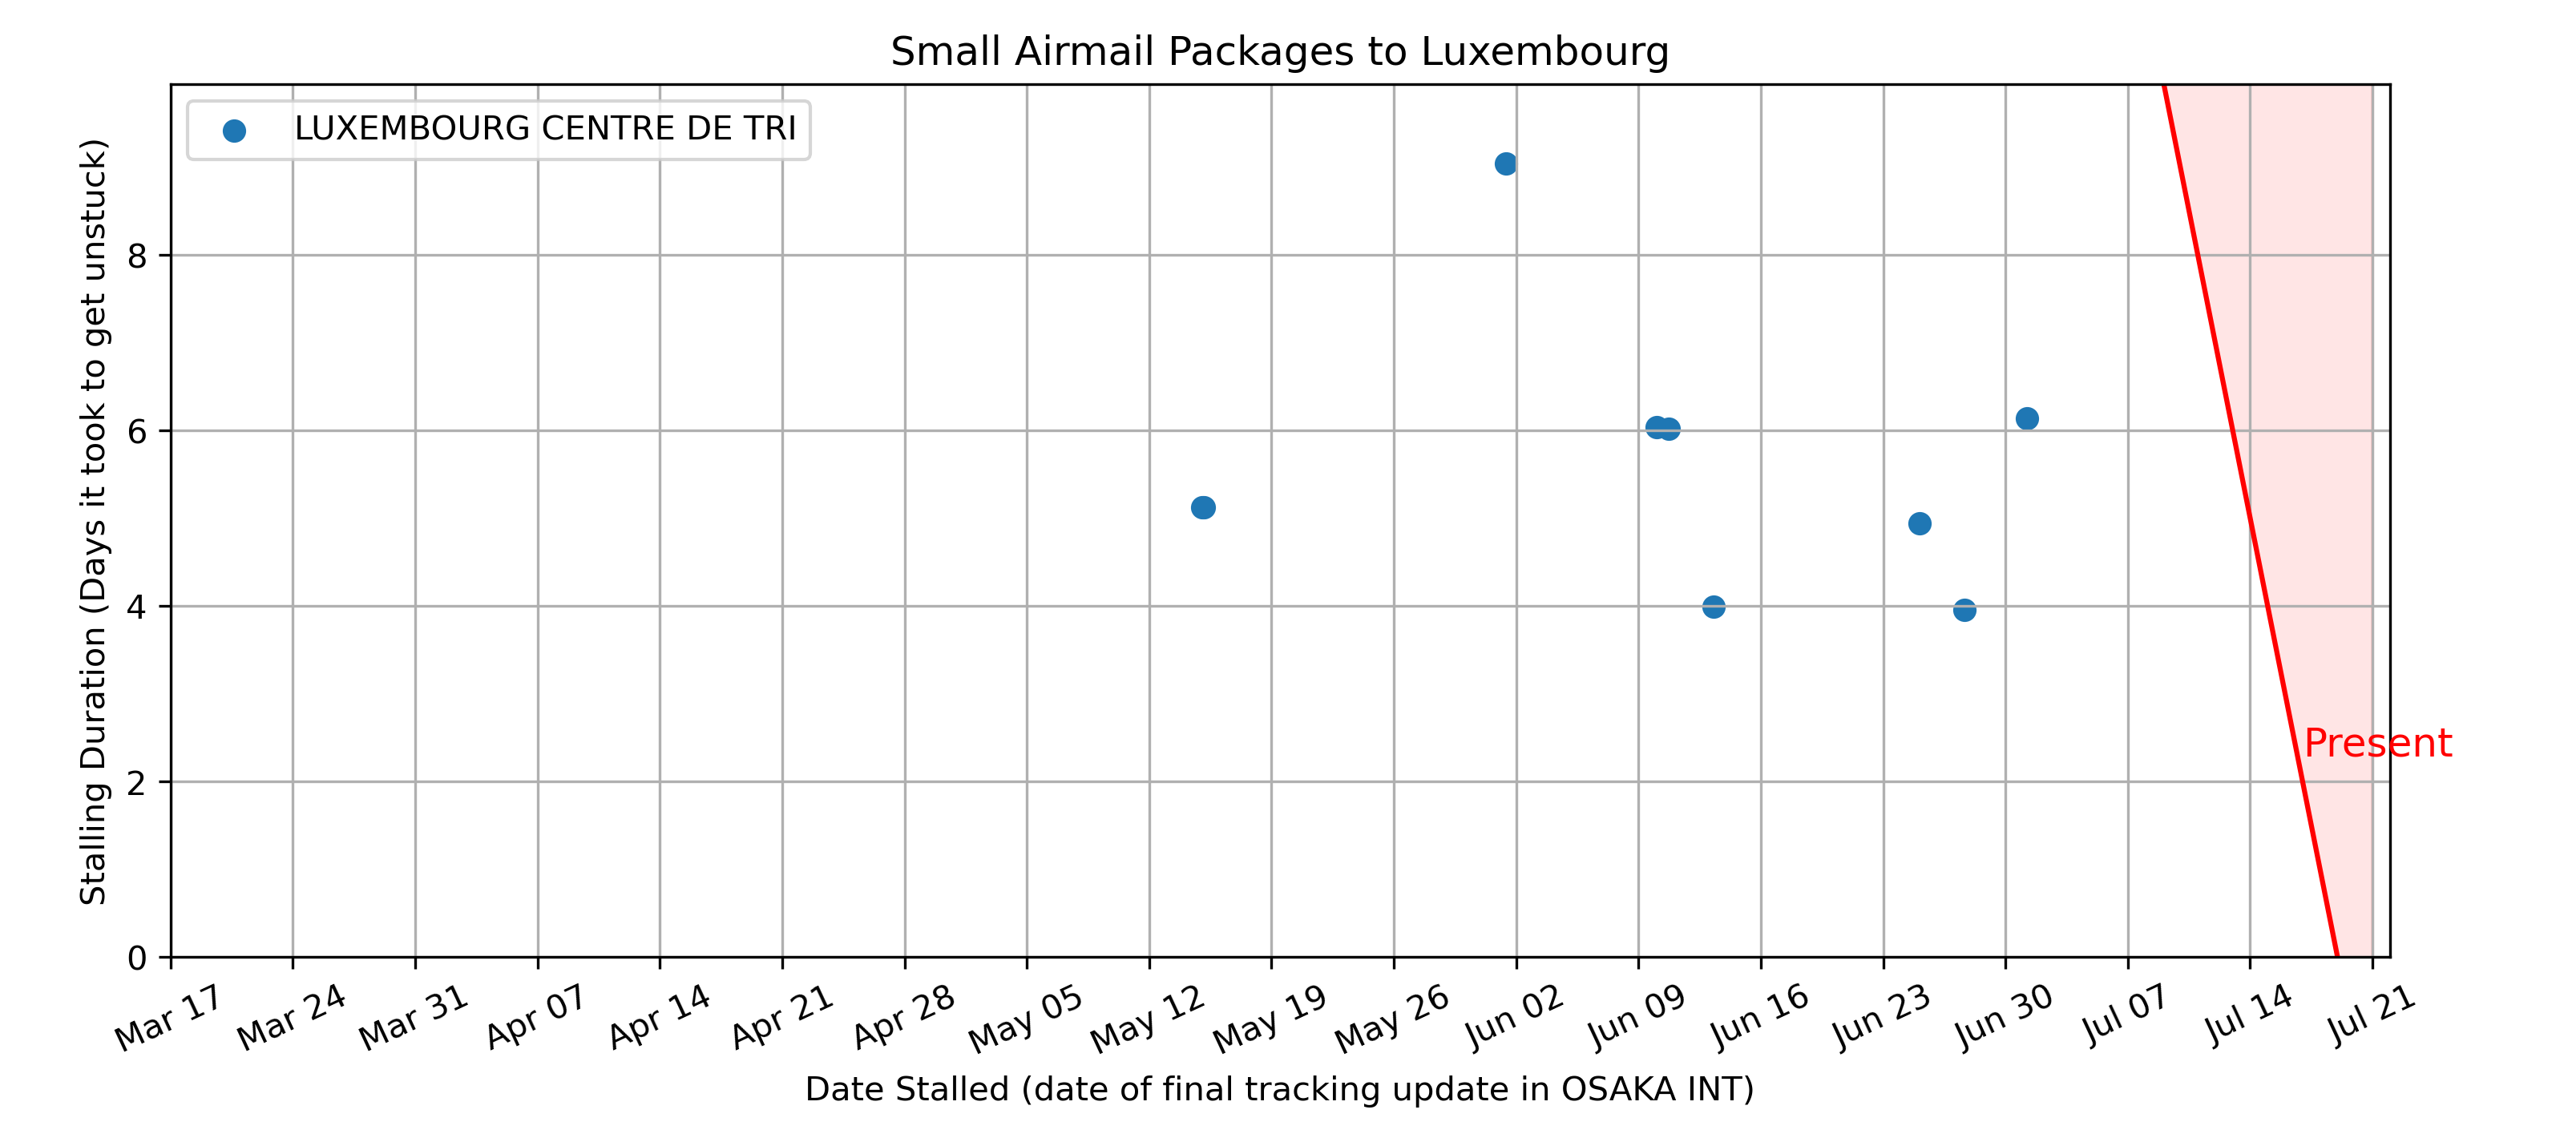 Small Airmail Packages to Luxembourg
LUXEMBOURG CENTRE DE TRI
Stalling Duration (Days it took to get unstuck)
8
6
4
2
0
Present
Mar 17 Mar 24 Mar 31 Apr 07 Apr 14 Apr 21 Apr 28 May 05 May 12 May 19 May 26 Jun 02 Jun 09 Jun 16 Jun 23 Jun 30 Jul 07 Jul 14 Jul 21
Date Stalled (date of final tracking update in OSAKA INT)